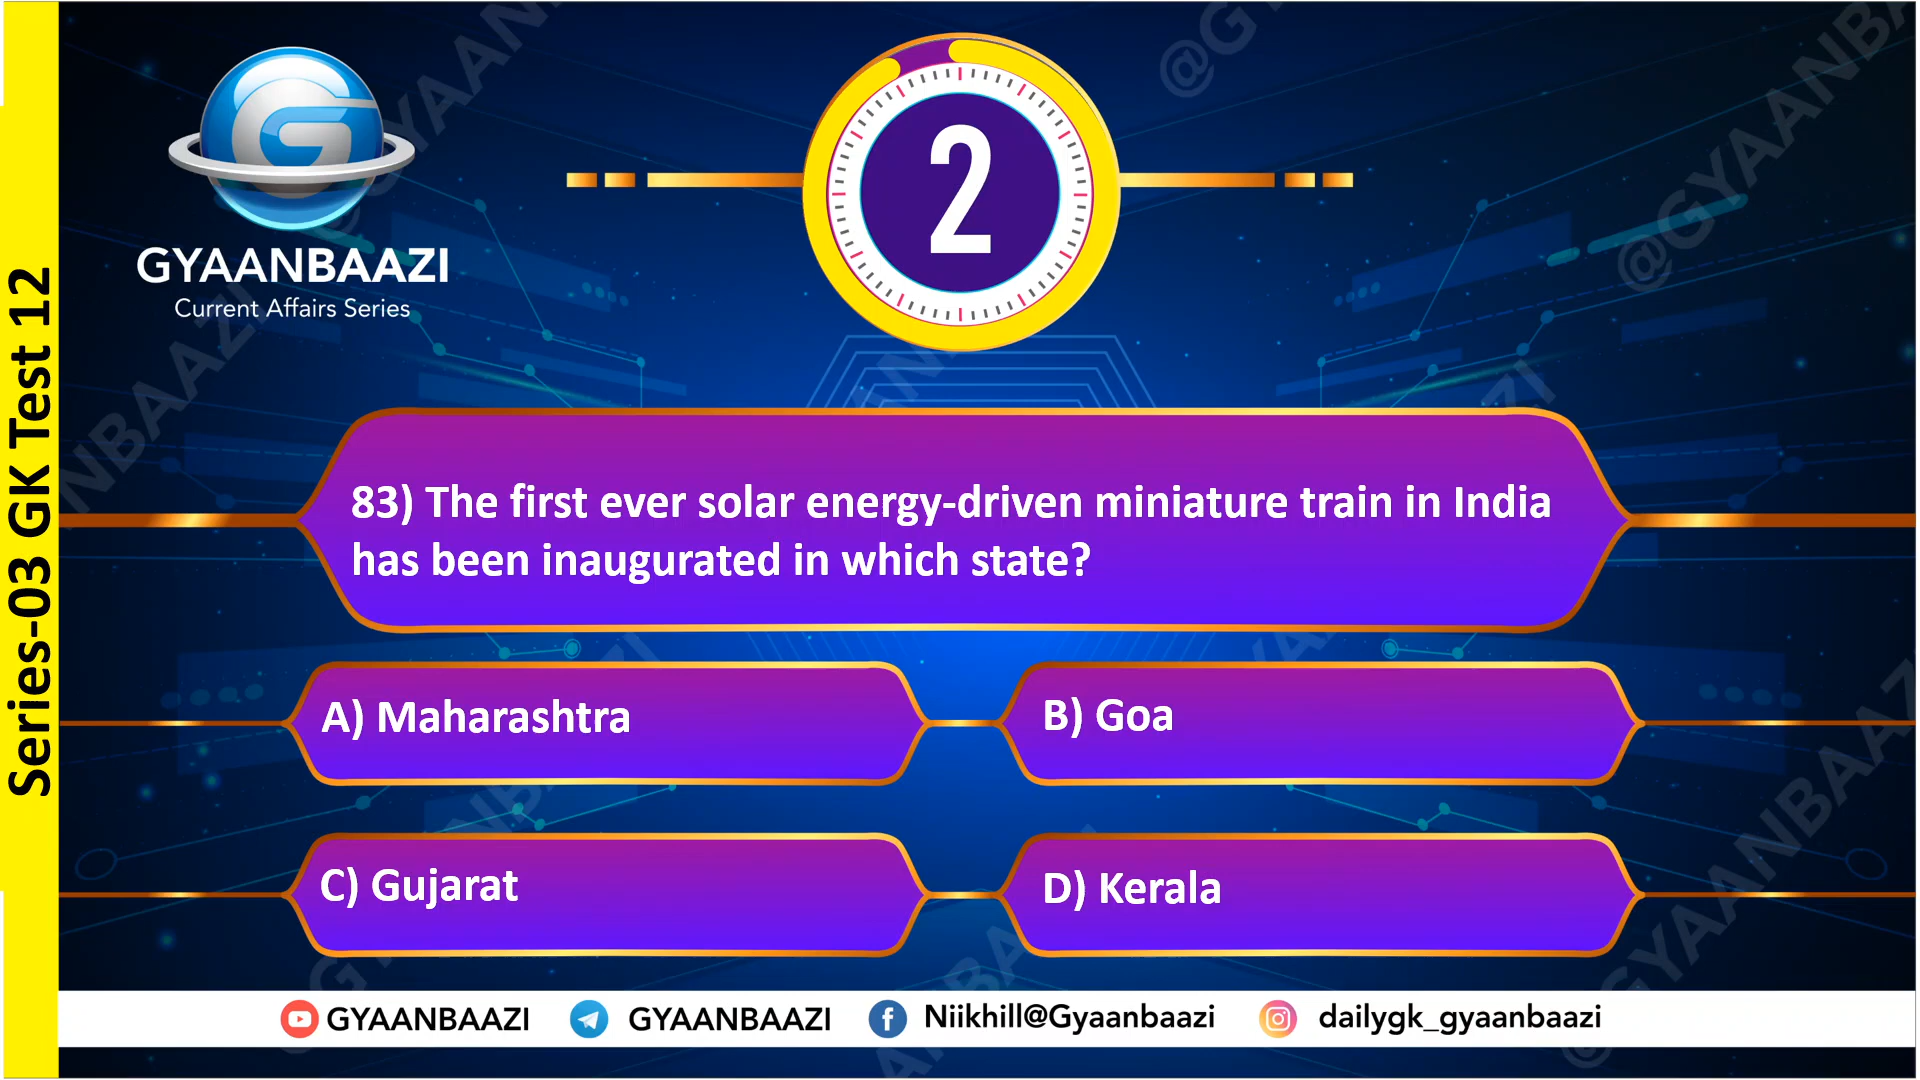 Series-03 GK Test 12
GYAANBAAZI
Current Affairs Series
2
83) The first ever solar energy-driven miniature train in India
has been inaugurated in which state?
A) Maharashtra
B) Goa
C) Gujarat
D) Kerala
GYAANBAAZI
GYAANBAAZI
Niikhill@Gyaanbaazi
dailygk_gyaanbaazi
@GYAANBAAZI